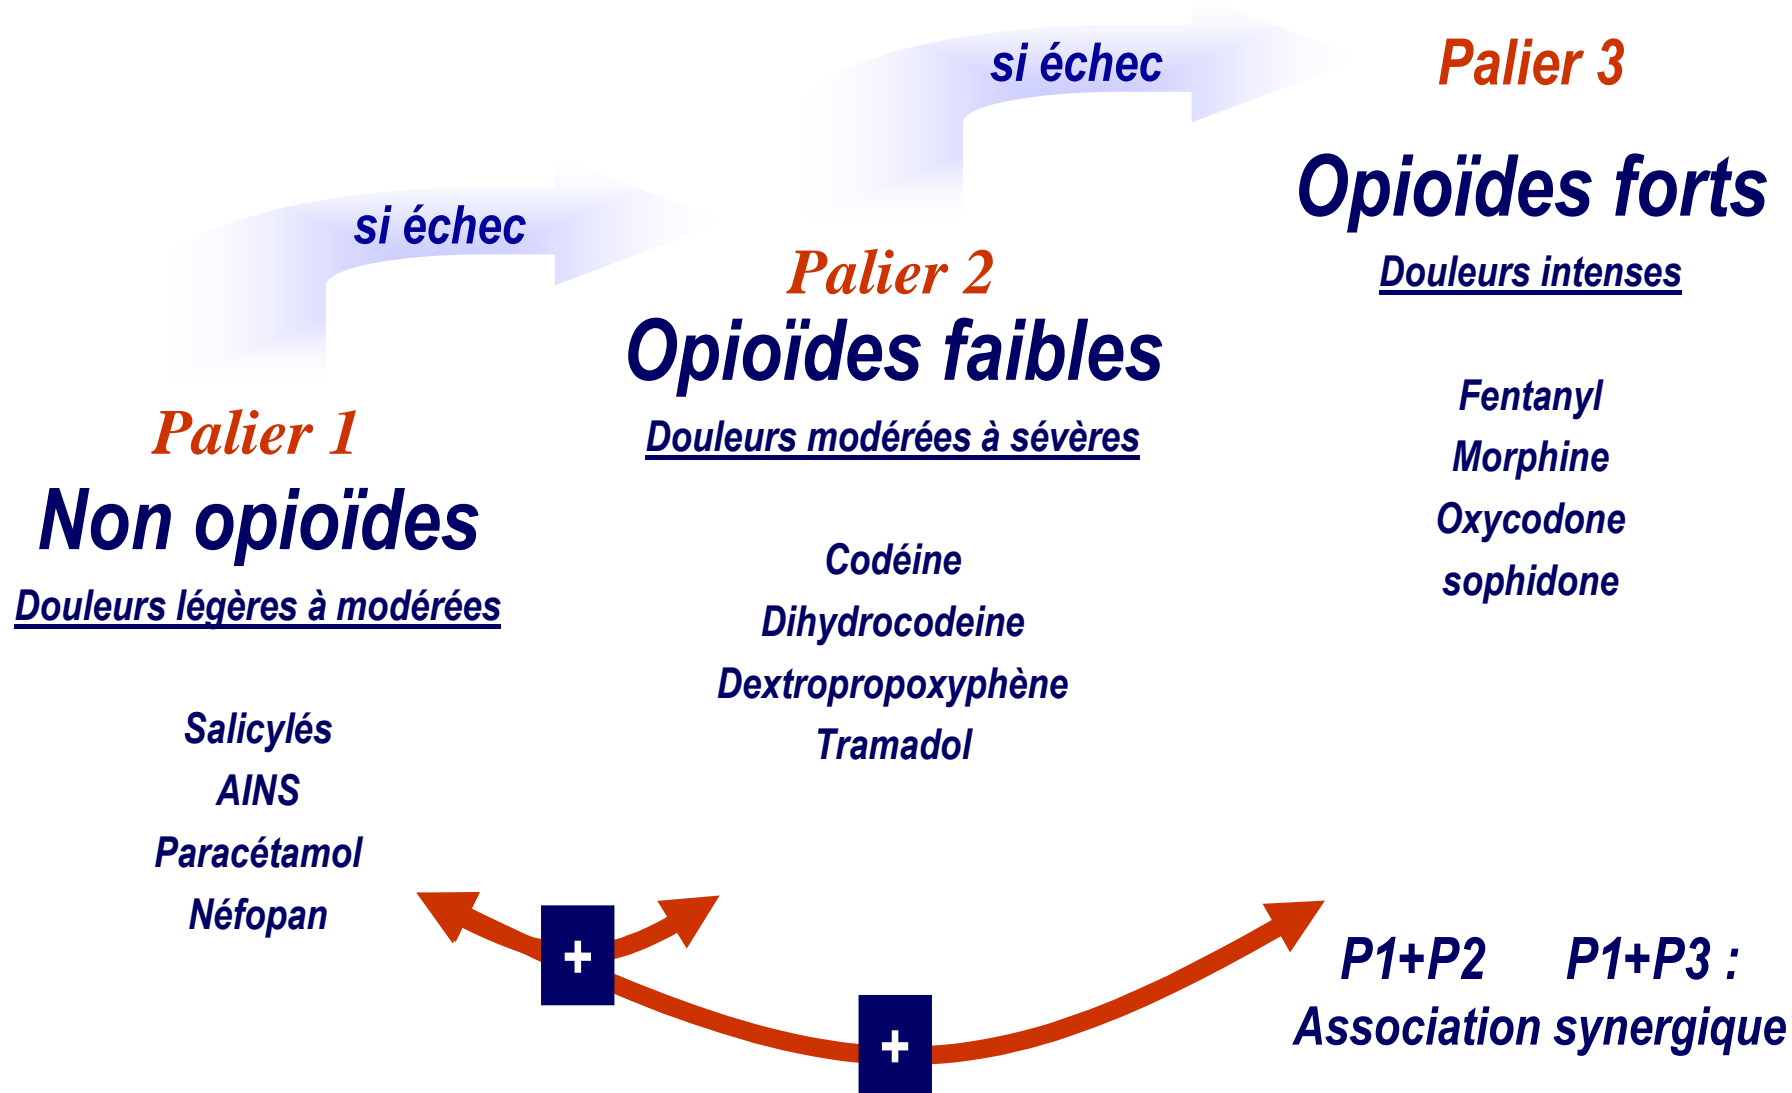 Palier 1
Non opioïdes
Douleurs légères à modérées
Salicylés
AINS
Paracétamol
Néfopan
si échec
Palier 2
Opioïdes faibles
Douleurs modérées à sévères
Codéine
Dihydrocodeine
Dextropropoxyphène
Tramadol
si échec
Palier 3
Opioïdes forts
Douleurs intenses
Fentanyl
Morphine
Oxycodone
sophidone
+
+
P1+P2 P1+P3 :
Association synergique